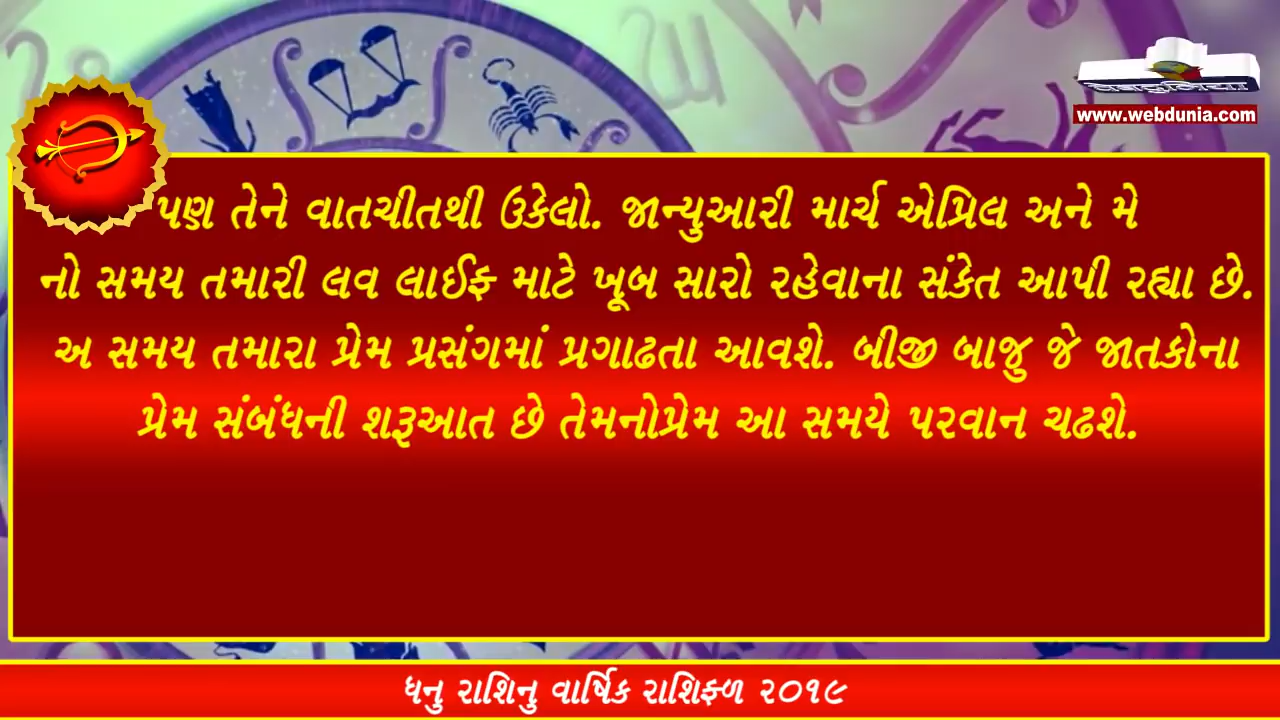 वेबदुनिया
www.webdunia.com
પણ તેને વાતચીતથી ઉકેલો. જાન્યુઆરી માર્ચ એપ્રિલ અને મે
નો સમય તમારી લવ લાઈફ માટે ખૂબ સારો રહેવાના સંકેત આપી રહ્યા છે.
અ સમય તમારા પ્રેમ પ્રસંગમાં પ્રગાઢતા આવશે. બીજી બાજુ જે જાતકોના
પ્રેમ સંબંધની શરૂઆત છે તેમનોપ્રેમ આ સમયે પરવાન ચઢશે.
ધનુ રાશિનુ વાર્ષિક રાશિફળ ૨૦૧૯